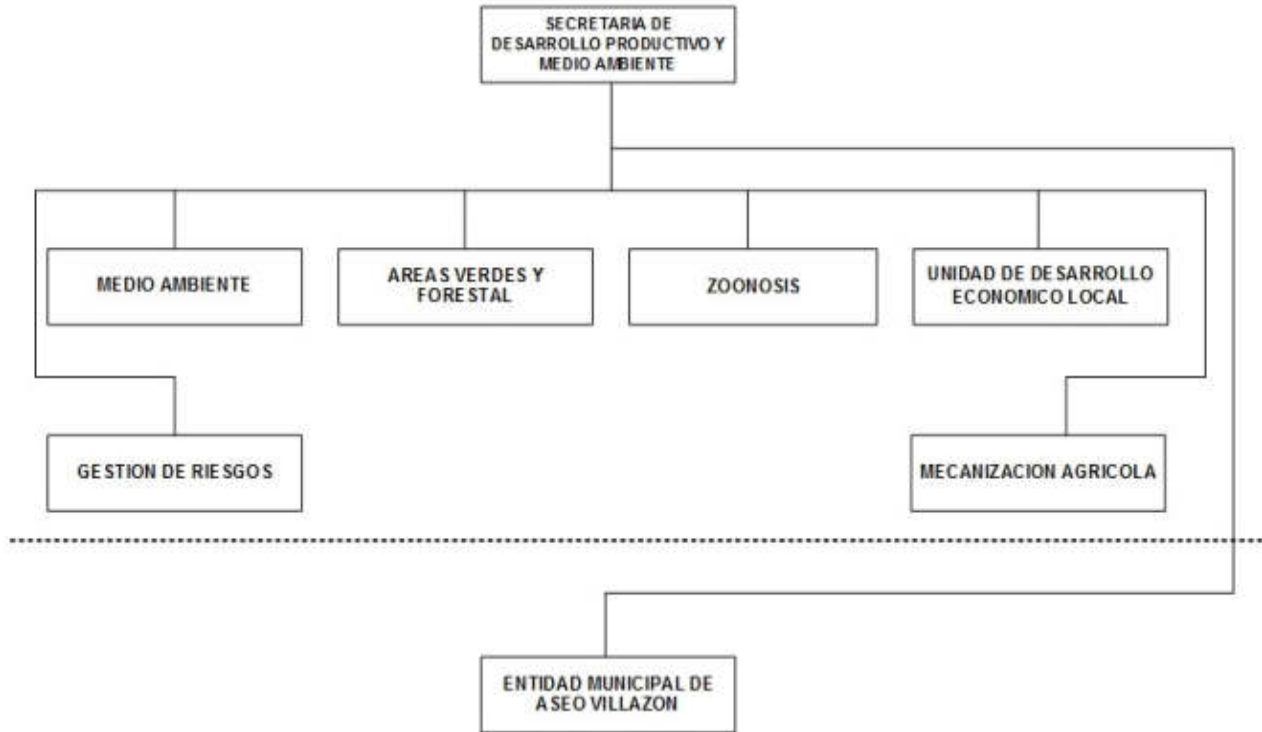 SECRETARIA DE
DESARROLLO PRODUCTIVO Y
MEDIO AMBIENTE
MEDIO AMBIENTE
AREAS VERDES Y
FORESTAL
ZOONOSIS
UNIDAD DE DESARROLLO
ECONOMICO LOCAL
GESTION DE RIESGOS
MECANIZACION AGRICOLA
ENTIDAD MUNICIPAL DE
ASEO VILLAZON